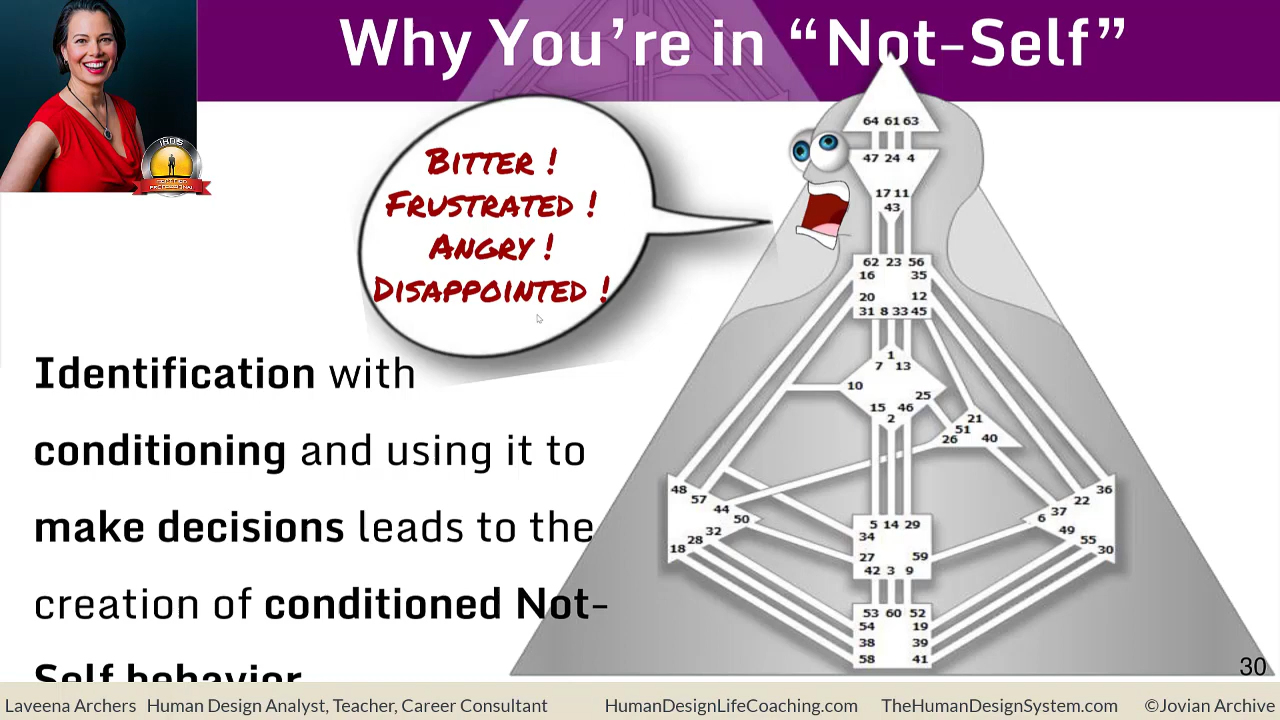 Why You’re in “Not-Self”
BITTER !
FRUSTRATED !
ANGRY !
DISAPPOINTED !
Identification with
conditioning and using it to
make decisions leads to the
creation of conditioned Not-
Self behavior
64 61 63
47 24 4
17 11
43
62 23 56
16 35
20 12
31 8 33 45
1
7 13
10
25
15 46
2
21
51
26 40
48
57
44
50
32
28
18
36
22
37
6
49
55
30
5 14 29
34
27 59
42 3 9
53 60 52
54 19
38 39
58 41
30
Laveena Archers Human Design Analyst, Teacher, Career Consultant HumanDesignLifeCoaching.com TheHumanDesignSystem.com ©Jovian Archive